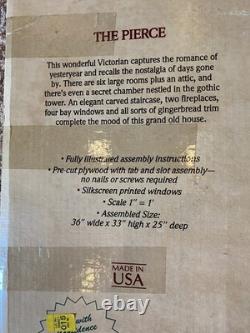 THE PIERCE
This wonderful Victorian captures the romance of
yesteryear and recalls the nostalgia of days gone
by. There are six large rooms plus an attic, and
there's even a secret chamber nestled in the gothic
tower. An elegant carved staircase, two fireplaces,
four bay windows and all sorts of gingerbread trim
complete the mood of this grand old house.
• Fully illustrated assembly instructions
• Pre-cut plywood with tab and slot assembly—
no nails or screws required
• Silkscreen printed windows
• Scale 1" = 1'
• Assembled Size:
36" wide x 33" high x 25" deep
MADE IN
USA
with